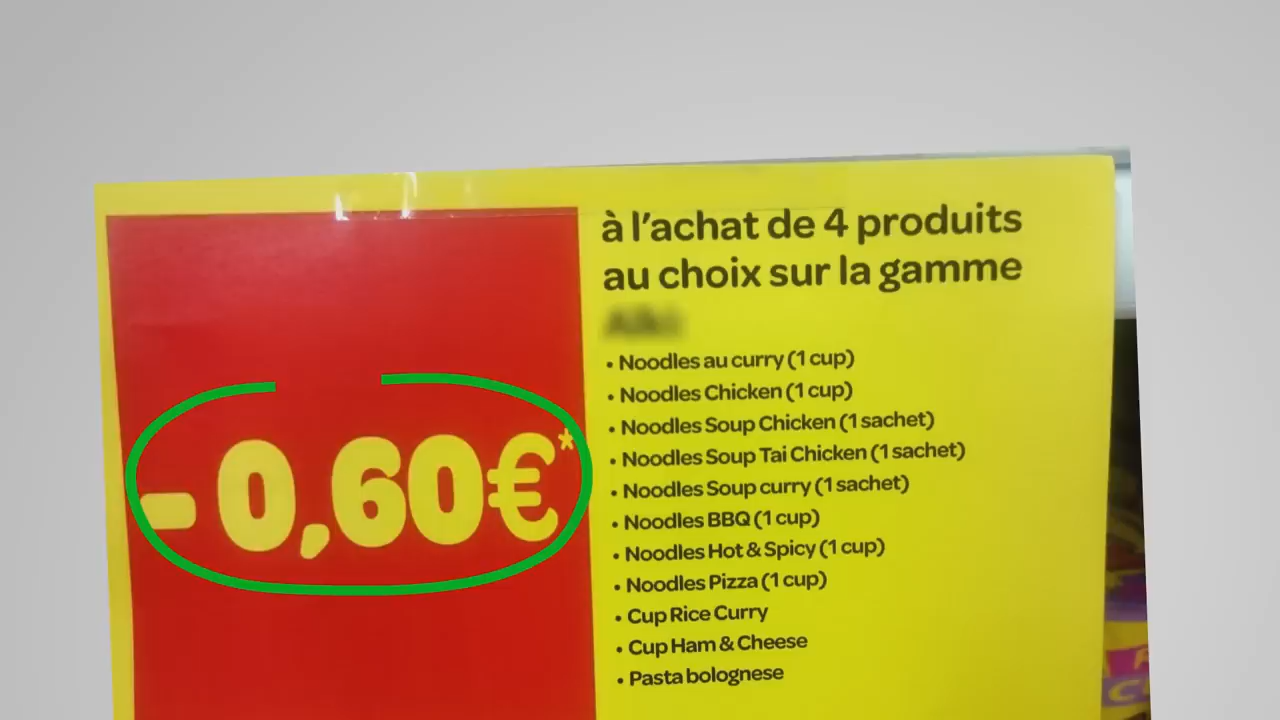 - 0,60€*
à l'achat de 4 produits
au choix sur la gamme
• Noodles au curry (1 cup)
• Noodles Chicken (1 cup)
• Noodles Soup Chicken (1 sachet)
• Noodles Soup Tai Chicken (1 sachet)
• Noodles Soup curry (1 sachet)
• Noodles BBQ (1 cup)
• Noodles Hot & Spicy (1 cup)
• Noodles Pizza (1 cup)
• Cup Rice Curry
• Cup Ham & Cheese
• Pasta bolognese